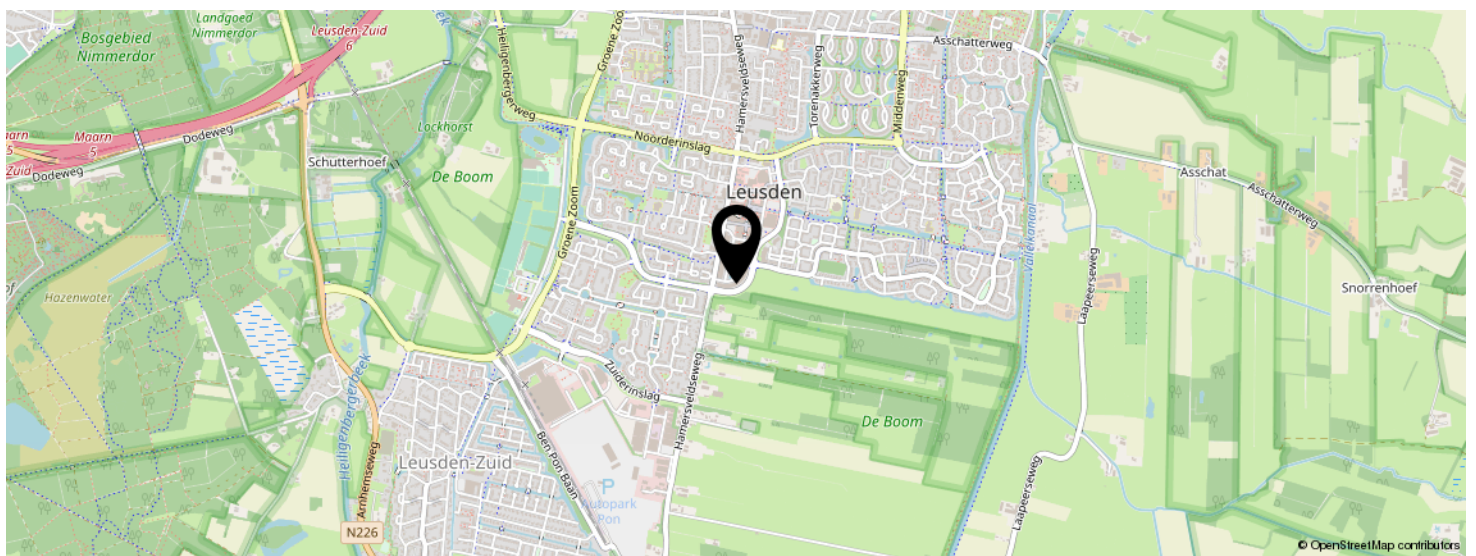 Landgoed
Nimmerdor
Bosgebied
Nimmerdor
Leusden-Zuid
6
Heiligenbergerweg
Groene Zoom
Hamersveldseweg
Torenakkerweg
Middenweg
Asschatterweg
Lockhorst
Noorderinslag
Maarn
5
Maarn
5
Zuid
Dodeweg
Dodeweg
Schutterhoef
De Boom
Asschat
Asschatterweg
Leusden
Groene Zoom
Valleikanaal
Laapeerseweg
Snorrenhoef
Hazenwater
Heiligenbergerbeek
Zuiderinslag
Hamersveldseweg
De Boom
Arnhemseweg
Leusden-Zuid
Ben Pon Baan
P
Autopark
Pon
Laapeerseweg
N226
© OpenStreetMap contributors